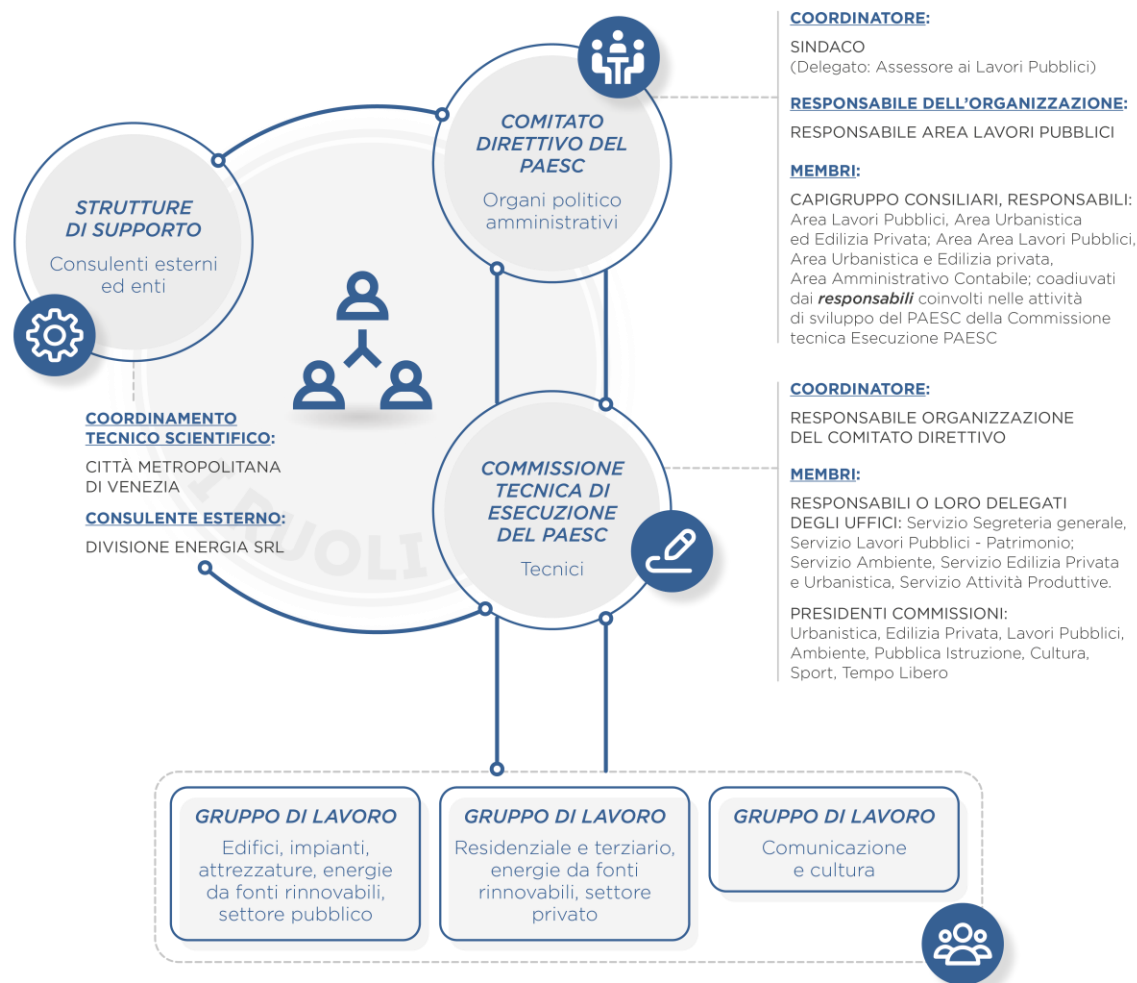 COORDINATORE:
SINDACO
(Delegato: Assessore ai Lavori Pubblici)
RESPONSABILE DELL'ORGANIZZAZIONE:
RESPONSABILE AREA LAVORI PUBBLICI
MEMBRI:
CAPIGRUPPO CONSILIARI, RESPONSABILI:
Area Lavori Pubblici, Area Urbanistica
ed Edilizia Privata; Area Area Lavori Pubblici,
Area Urbanistica e Edilizia privata,
Area Amministrativo Contabile; coadiuvati
dai responsabili coinvolti nelle attività
di sviluppo del PAESC della Commissione
tecnica Esecuzione PAESC
COMITATO
DIRETTIVO DEL
PAESC
Organi politico
amministrativi
STRUTTURE
DI SUPPORTO
Consulenti esterni
ed enti
COORDINAMENTO
TECNICO SCIENTIFICO:
CITTÀ METROPOLITANA
DI VENEZIA
CONSULENTE ESTERNO:
DIVISIONE ENERGIA SRL
I RUOLI
COMMISSIONE
TECNICA DI
ESECUZIONE
DEL PAESC
Tecnici
COORDINATORE:
RESPONSABILE ORGANIZZAZIONE
DEL COMITATO DIRETTIVO
MEMBRI:
RESPONSABILI O LORO DELEGATI
DEGLI UFFICI: Servizio Segreteria generale,
Servizio Lavori Pubblici - Patrimonio;
Servizio Ambiente, Servizio Edilizia Privata
e Urbanistica, Servizio Attività Produttive.
PRESIDENTI COMMISSIONI:
Urbanistica, Edilizia Privata, Lavori Pubblici,
Ambiente, Pubblica Istruzione, Cultura,
Sport, Tempo Libero
GRUPPO DI LAVORO
Edifici, impianti,
attrezzature, energie
da fonti rinnovabili,
settore pubblico
GRUPPO DI LAVORO
Residenziale e terziario,
energie da fonti
rinnovabili, settore
privato
GRUPPO DI LAVORO
Comunicazione
e cultura